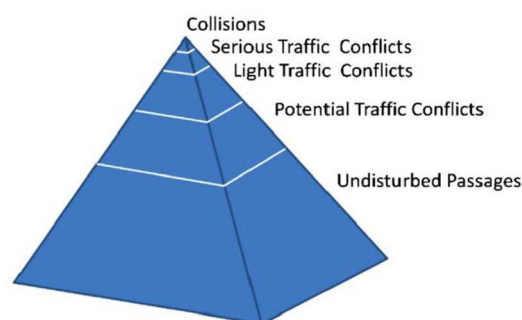 Collisions
Serious Traffic Conflicts
Light Traffic Conflicts
Potential Traffic Conflicts
Undisturbed Passages